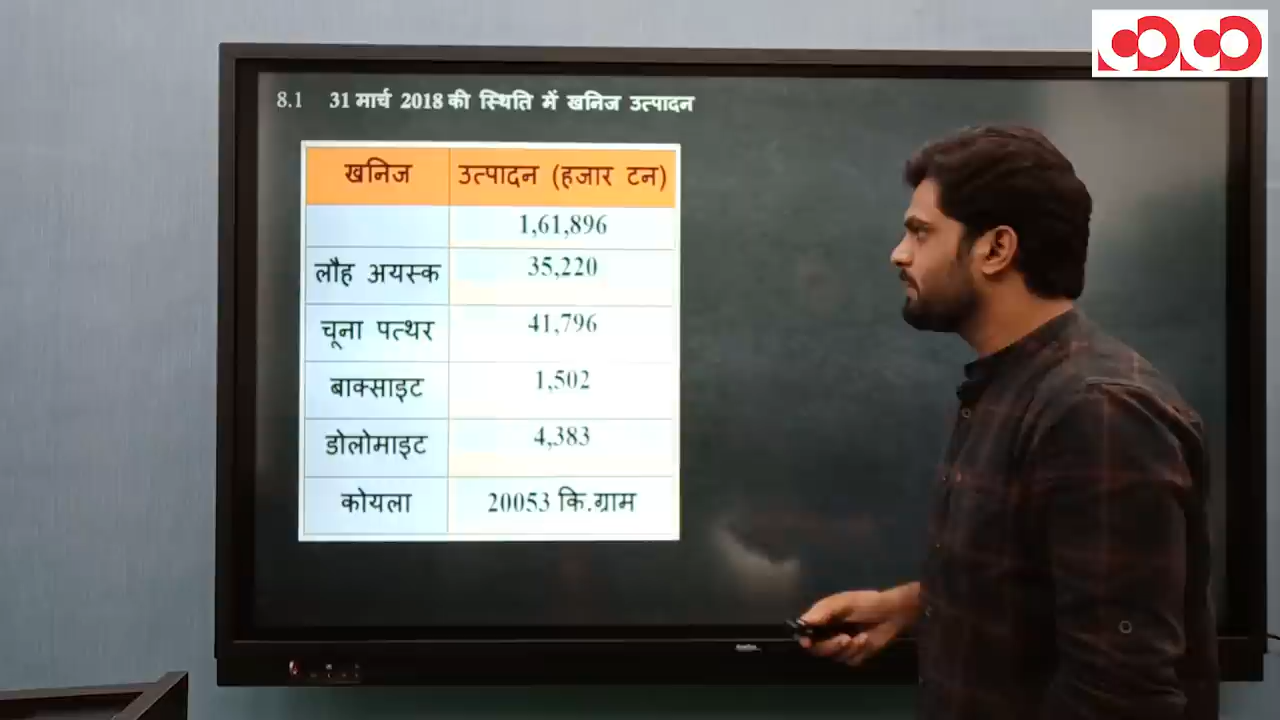 8.1 31 मार्च 2018 की स्थिति में खनिज उत्पादन
खनिज उत्पादन (हजार टन)
1,61,896
लौह अयस्क 35,220
चूना पत्थर 41,796
बाक्साइट 1,502
डोलोमाइट 4,383
कोयला 20053 कि.ग्राम